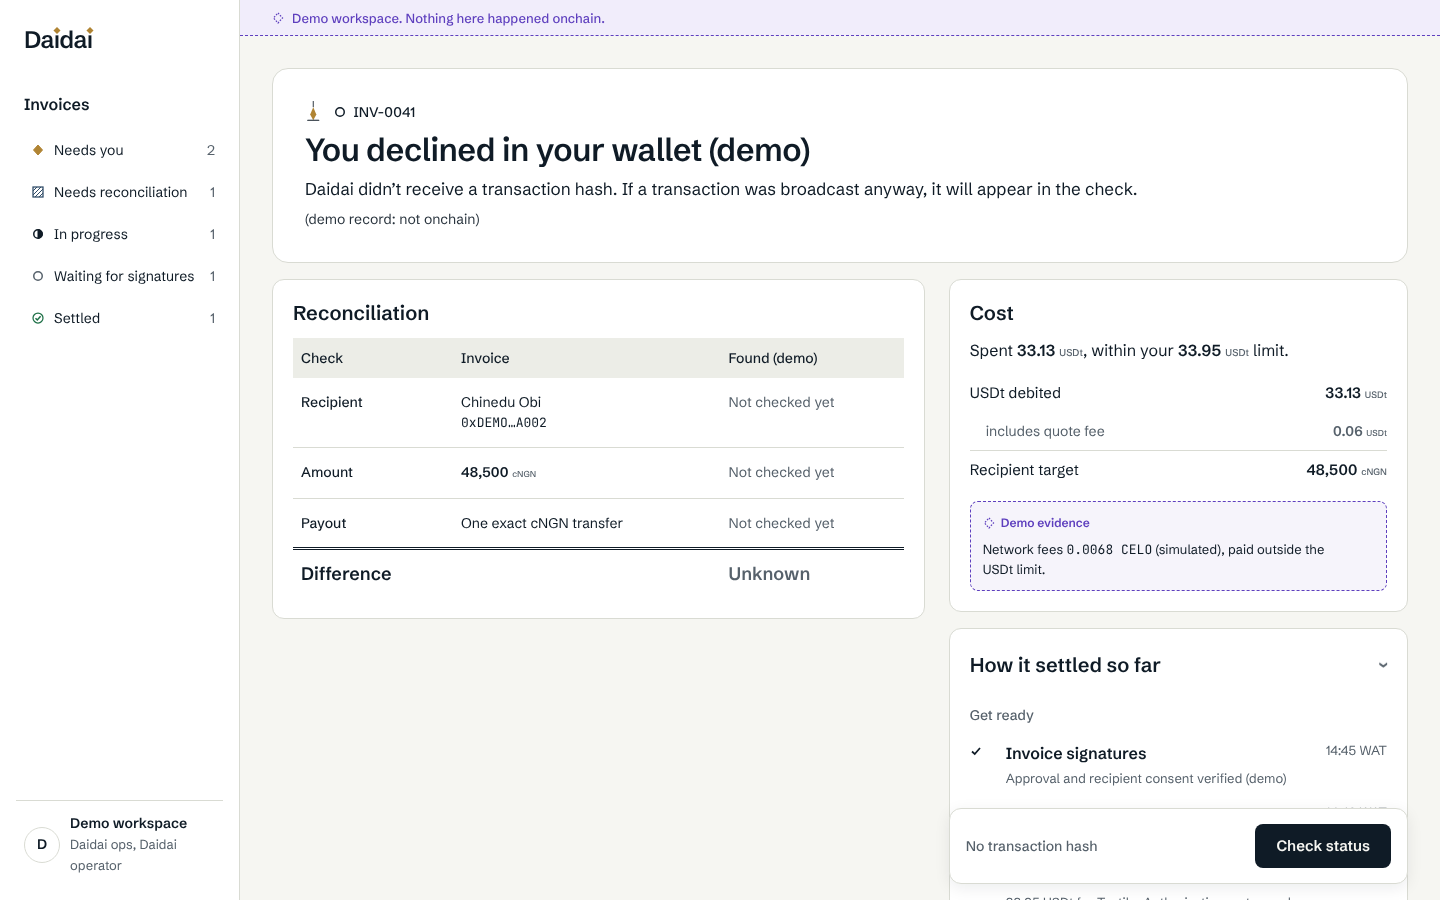 Daidai
Invoices
Needs you 2
Needs reconciliation 1
In progress 1
Waiting for signatures 1
Settled 1
D
Demo workspace
Daidai ops, Daidai
operator
Demo workspace. Nothing here happened onchain.
INV-0041
You declined in your wallet (demo)
Daidai didn’t receive a transaction hash. If a transaction was broadcast anyway, it will appear in the check.
(demo record: not onchain)
Reconciliation
Check Invoice Found (demo)
Recipient Chinedu Obi Not checked yet
0xDEMO…A002
Amount 48,500 cNGN Not checked yet
Payout One exact cNGN transfer Not checked yet
Difference Unknown
Cost
Spent 33.13 USDt, within your 33.95 USDt limit.
USDt debited 33.13 USDt
includes quote fee 0.06 USDt
Recipient target 48,500 cNGN
Demo evidence
Network fees 0.0068 CELO (simulated), paid outside the
USDt limit.
How it settled so far
Get ready
Invoice signatures 14:45 WAT
Approval and recipient consent verified (demo)
No transaction hash
Check status